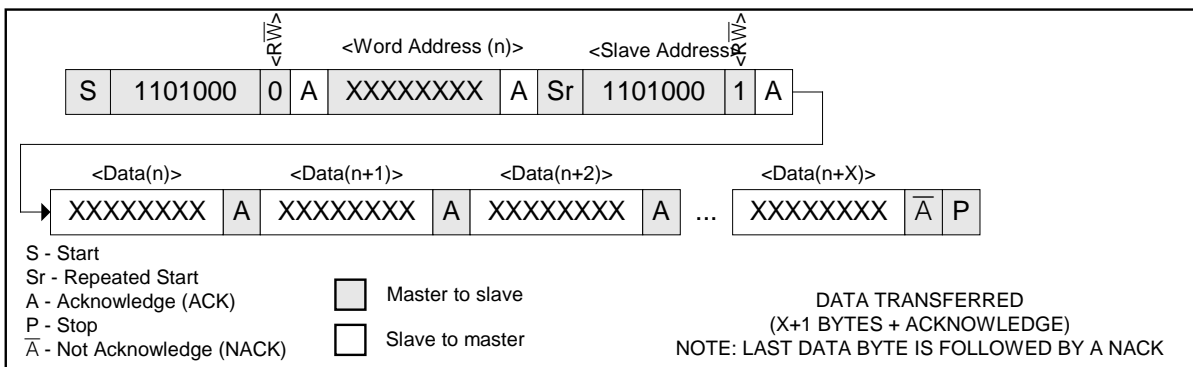 <RW̅> <Word Address (n)> <Slave Address> <RW̅>
S 1101000 0 A XXXXXXXX A Sr 1101000 1 A
<Data(n)> <Data(n+1)> <Data(n+2)> <Data(n+X)>
XXXXXXXX A XXXXXXXX A XXXXXXXX A ... XXXXXXXX A̅ P
S - Start
Sr - Repeated Start
A - Acknowledge (ACK)
P - Stop
A̅ - Not Acknowledge (NACK)
Master to slave
Slave to master
DATA TRANSFERRED
(X+1 BYTES + ACKNOWLEDGE)
NOTE: LAST DATA BYTE IS FOLLOWED BY A NACK